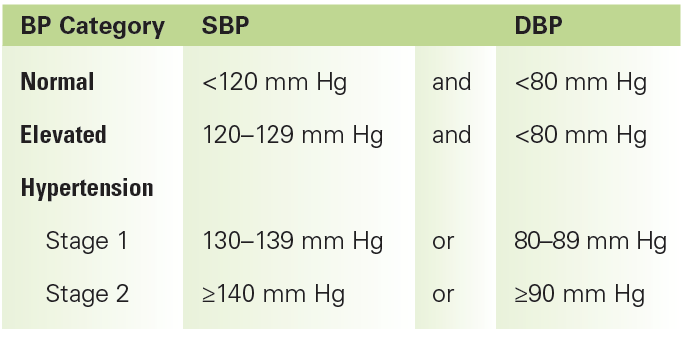 BP Category SBP DBP
Normal <120 mm Hg and <80 mm Hg
Elevated 120–129 mm Hg and <80 mm Hg
Hypertension
Stage 1 130–139 mm Hg or 80–89 mm Hg
Stage 2 ≥140 mm Hg or ≥90 mm Hg